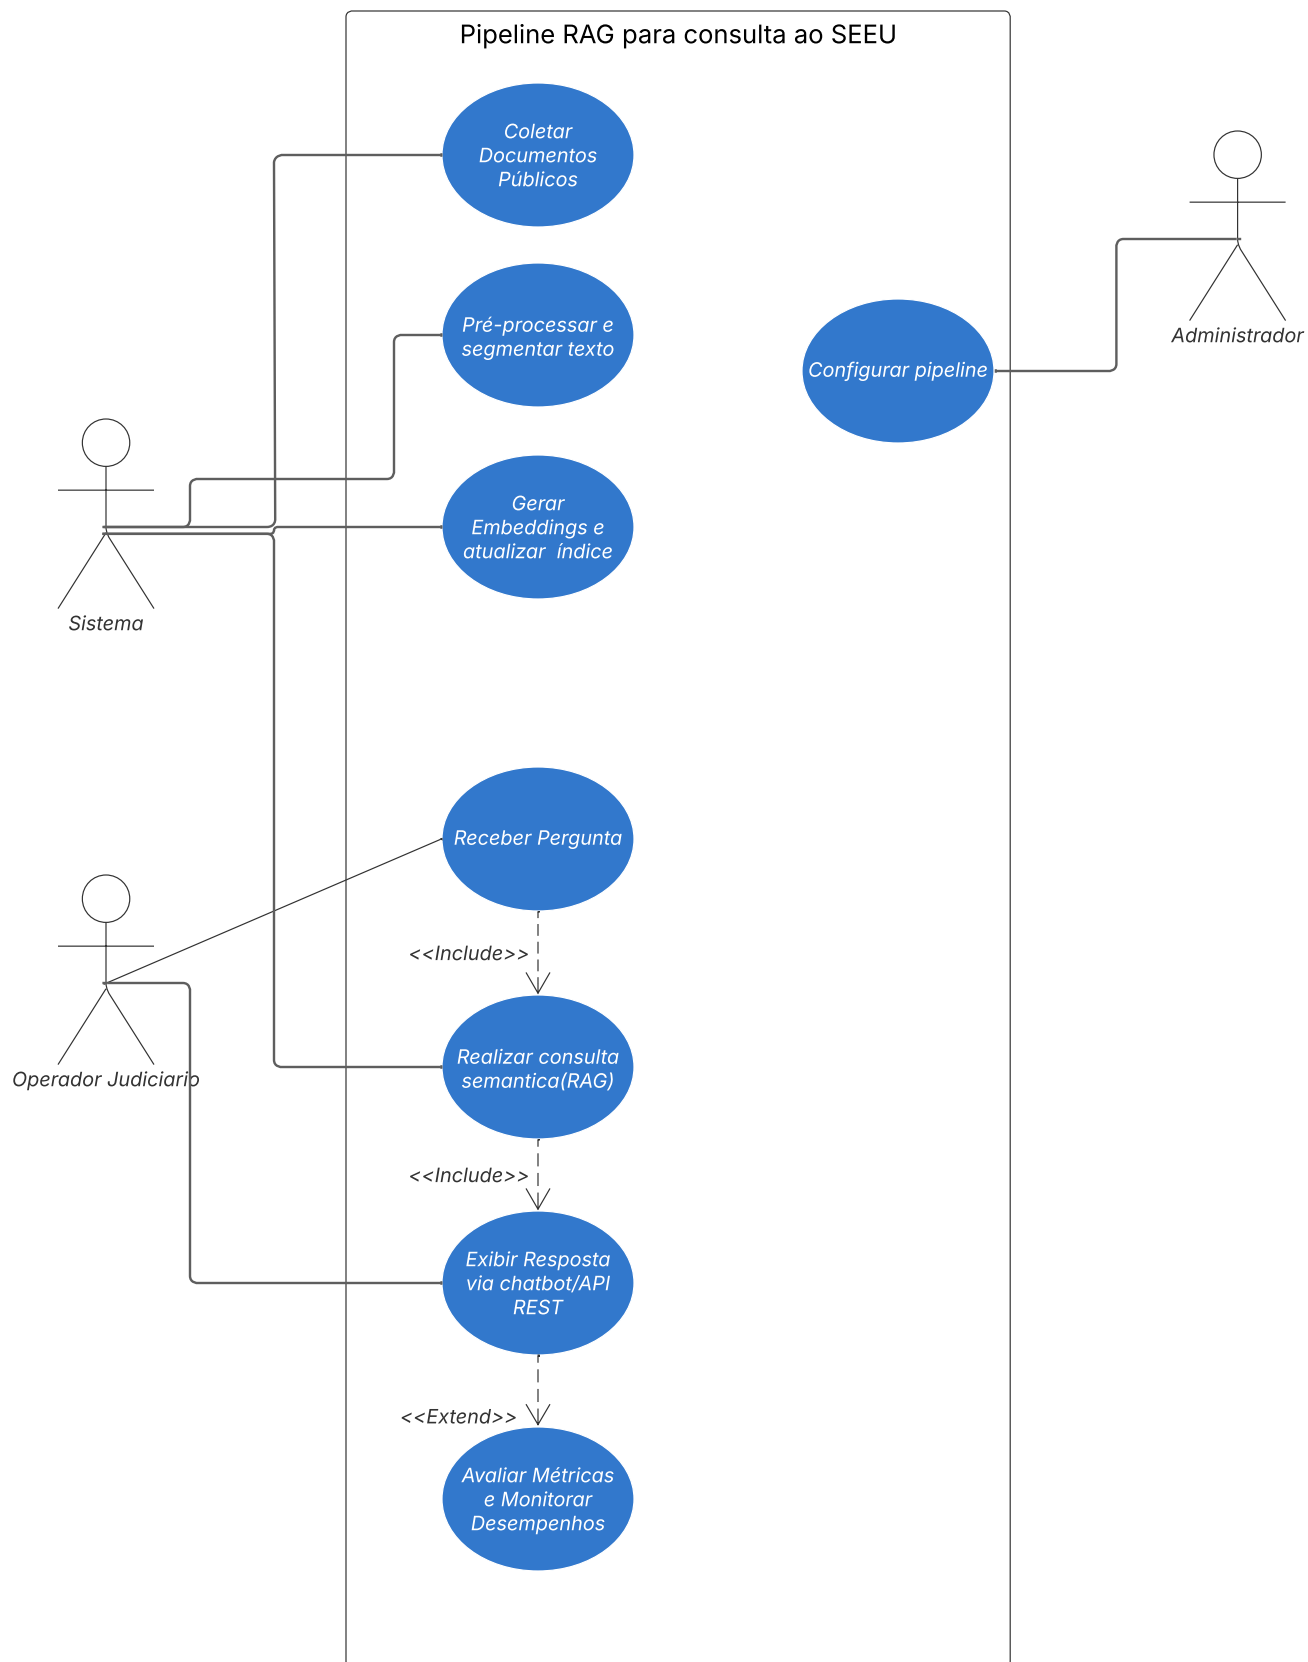 Pipeline RAG para consulta ao SEEU
Coletar
Documentos
Públicos
Pré-processar e
segmentar texto
Administrador
Configurar pipeline
Gerar
Embeddings e
atualizar  índice
Sistema
Receber Pergunta
<<Include>>
Realizar consulta
semantica(RAG)
Operador Judiciario
<<Include>>
Exibir Resposta
via chatbot/API
REST
<<Extend>>
Avaliar Métricas
e Monitorar
Desempenhos